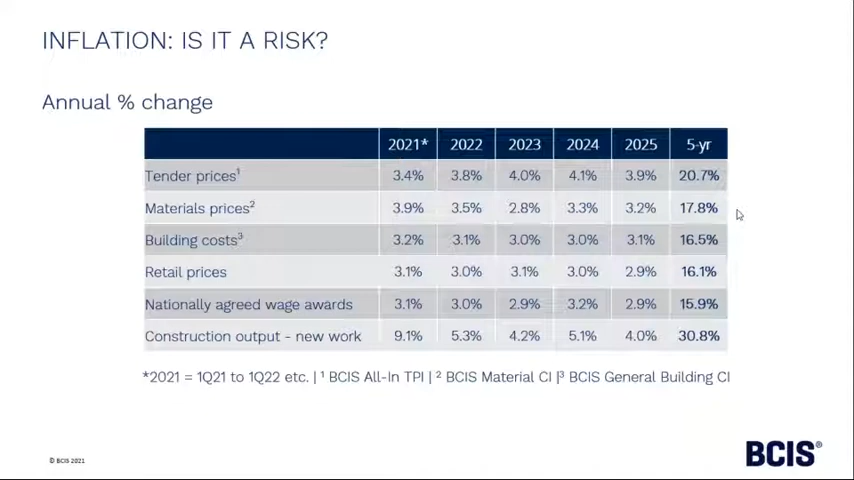 INFLATION: IS IT A RISK?
Annual % change
2021* 2022 2023 2024 2025 5-yr
Tender prices¹ 3.4% 3.8% 4.0% 4.1% 3.9% 20.7%
Materials prices² 3.9% 3.5% 2.8% 3.3% 3.2% 17.8%
Building costs³ 3.2% 3.1% 3.0% 3.0% 3.1% 16.5%
Retail prices 3.1% 3.0% 3.1% 3.0% 2.9% 16.1%
Nationally agreed wage awards 3.1% 3.0% 2.9% 3.2% 2.9% 15.9%
Construction output - new work 9.1% 5.3% 4.2% 5.1% 4.0% 30.8%
*2021 = 1Q21 to 1Q22 etc. | ¹ BCIS All-In TPI | ² BCIS Material CI |³ BCIS General Building CI
© BCIS 2021
BCIS®